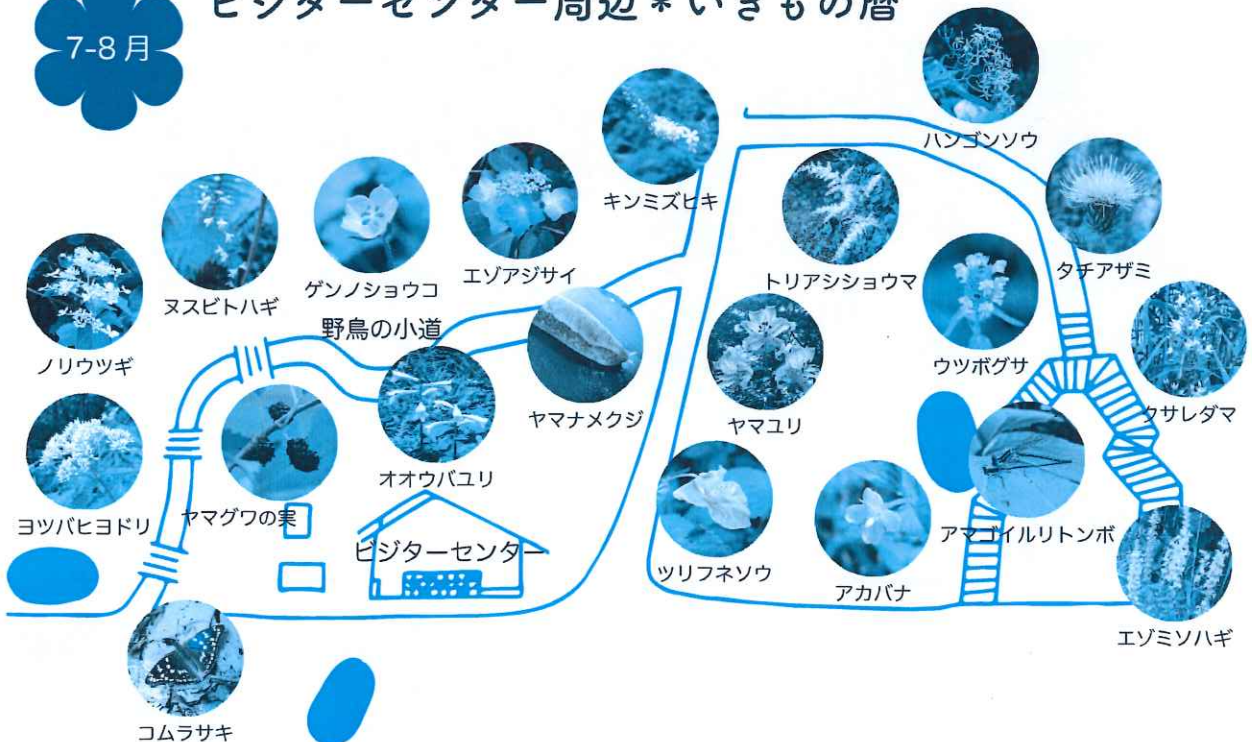 ビジターセンター周辺*いきもの暦
7-8月
ハンゴンソウ
キンミズヒキ
タチアザミ
トリアシショウマ
エゾアジサイ
ゲンノショウコ
ヌスビトハギ
野鳥の小道
ノリウツギ
ウツボグサ
クサレダマ
ヤマナメクジ
ヤマユリ
オオウバユリ
ヨツバヒヨドリ
ヤマグワの実
アマゴイルリトンボ
ビジターセンター
ツリフネソウ
アカバナ
エゾミソハギ
コムラサキ